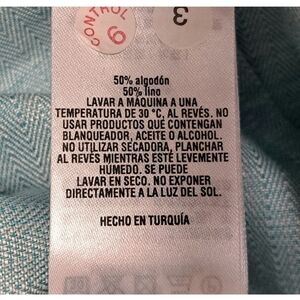 CONTROL
6
3
50% algodón
50% lino
LAVAR A MÁQUINA A UNA
TEMPERATURA DE 30 °C, AL REVÉS. NO
USAR PRODUCTOS QUE CONTENGAN
BLANQUEADOR, ACEITE O ALCOHOL.
NO UTILIZAR SECADORA, PLANCHAR
AL REVÉS MIENTRAS ESTÉ LEVEMENTE
HÚMEDO. SE PUEDE
LAVAR EN SECO. NO EXPONER
DIRECTAMENTE A LA LUZ DEL SOL.
HECHO EN TURQUÍA